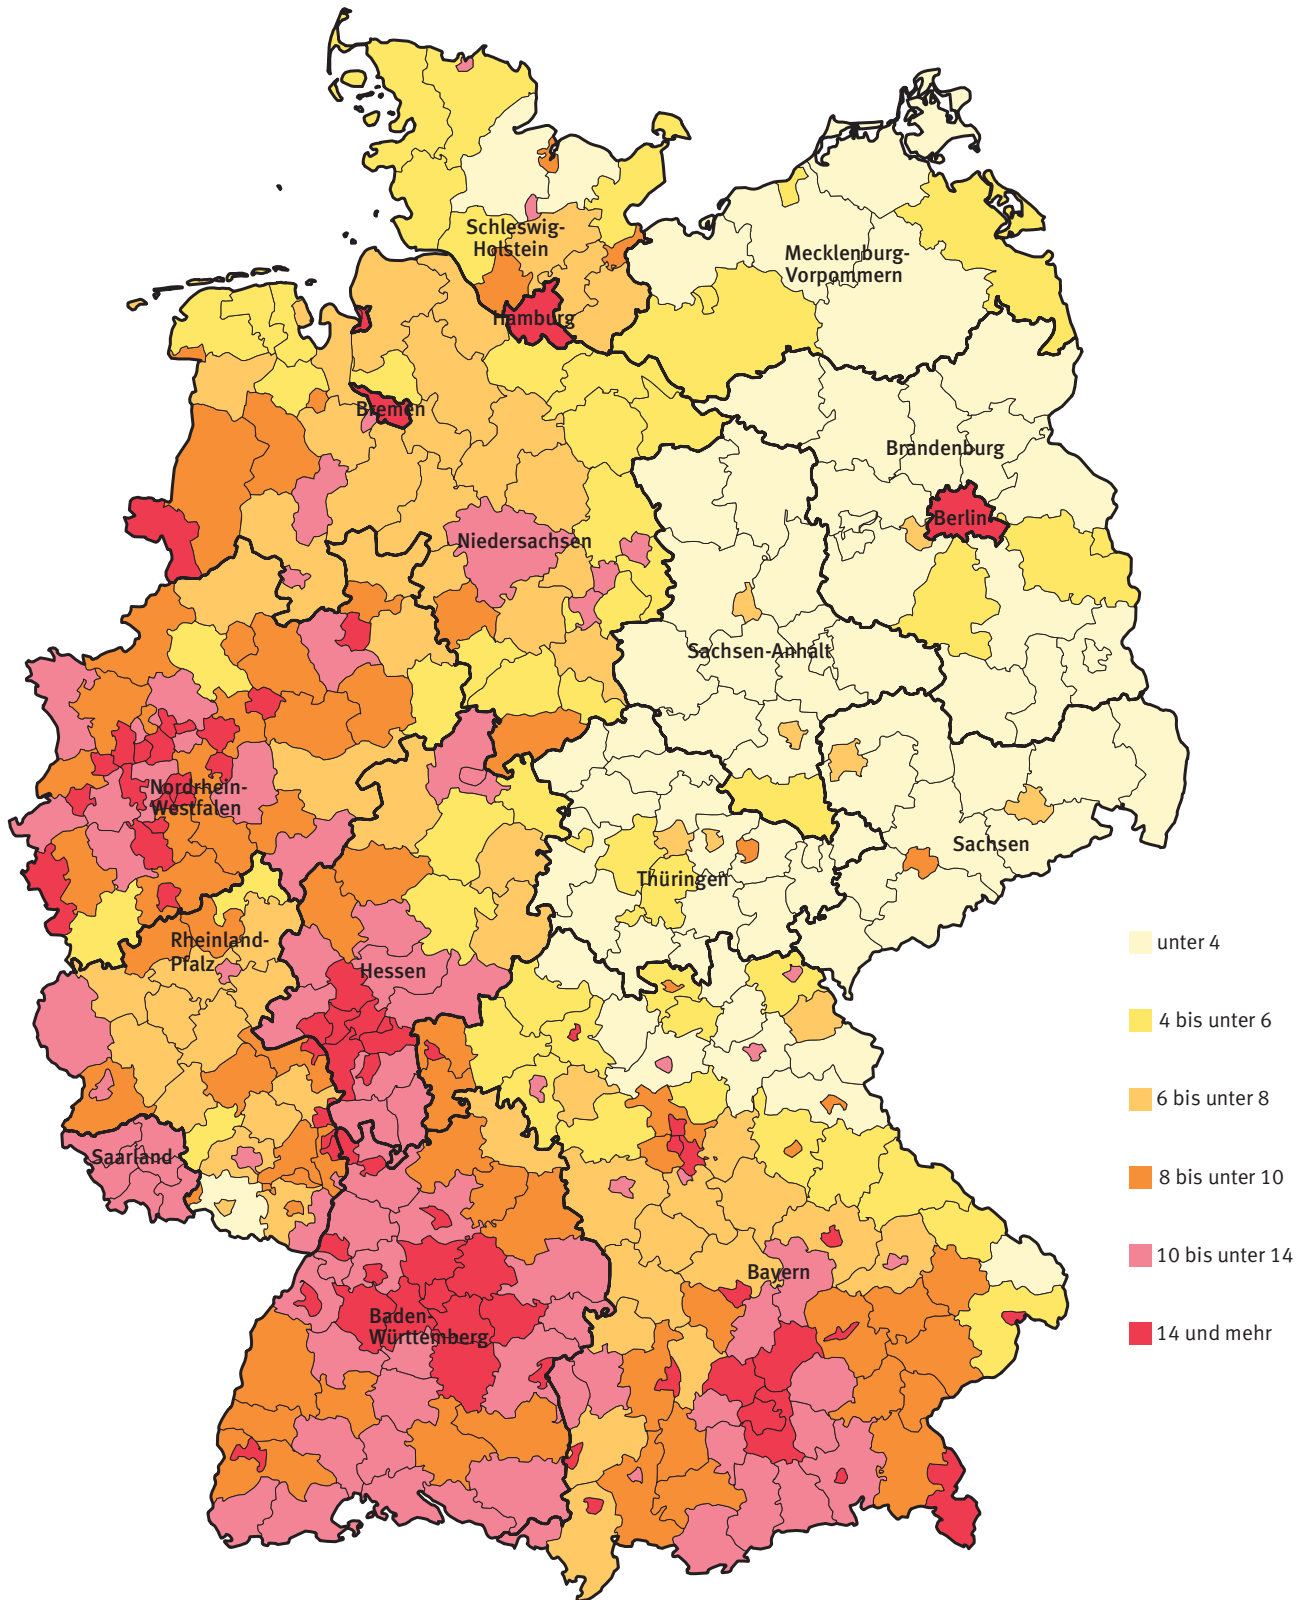 Schleswig-
Holstein
Mecklenburg-
Vorpommern
Hamburg
Bremen
Brandenburg
Berlin
Niedersachsen
Sachsen-Anhalt
Nordrhein-
Westfalen
Sachsen
Thüringen
Rheinland-
Pfalz
Hessen
Saarland
Bayern
Baden-
Württemberg
unter 4
4 bis unter 6
6 bis unter 8
8 bis unter 10
10 bis unter 14
14 und mehr